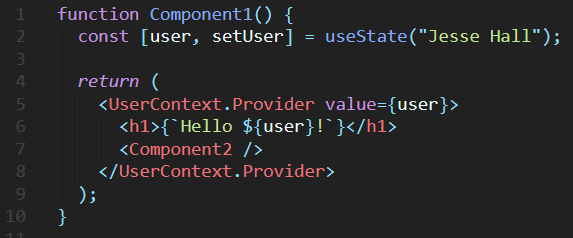 1 function Component1() {
2 const [user, setUser] = useState("Jesse Hall");
3
4 return (
5 <UserContext.Provider value={user}>
6 <h1>{`Hello ${user}!`}</h1>
7 <Component2 />
8 </UserContext.Provider>
9 );
10 }
11